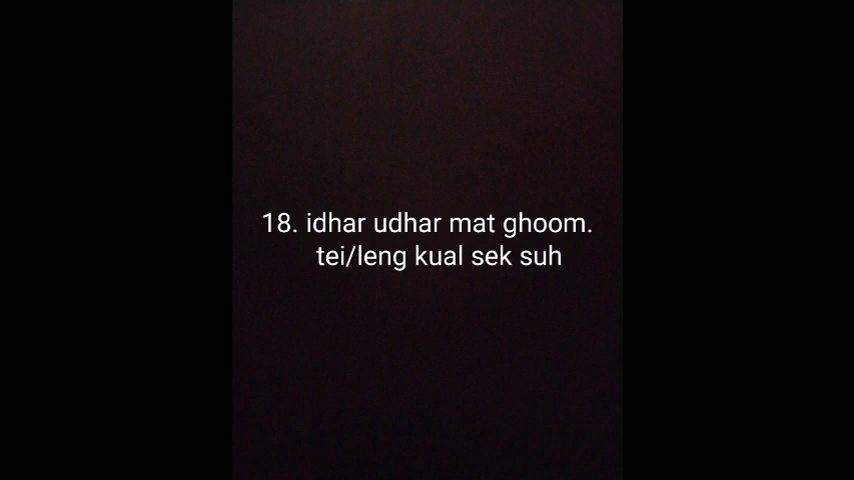 18. idhar udhar mat ghoom.
tei/leng kual sek suh